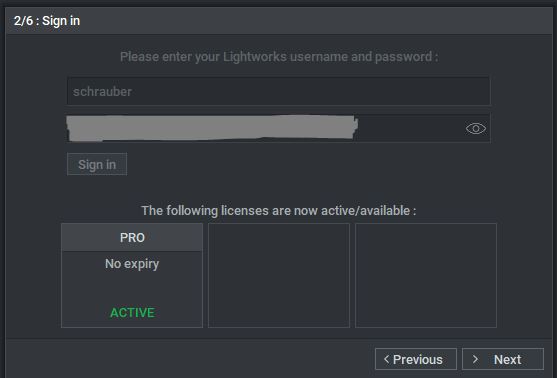 2/6 : Sign in
Please enter your Lightworks username and password :
schrauber
Sign in
The following licenses are now active/available :
PRO
No expiry
ACTIVE
< Previous
> Next